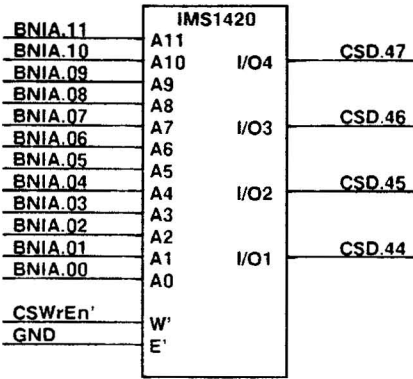 IMS1420
BNIA.11 A11
BNIA.10 A10 I/O4 CSD.47
BNIA.09 A9
BNIA.08 A8
BNIA.07 A7 I/O3 CSD.46
BNIA.06 A6
BNIA.05 A5
BNIA.04 A4 I/O2 CSD.45
BNIA.03 A3
BNIA.02 A2
BNIA.01 A1 I/O1 CSD.44
BNIA.00 A0
CSWrEn' W'
GND E'